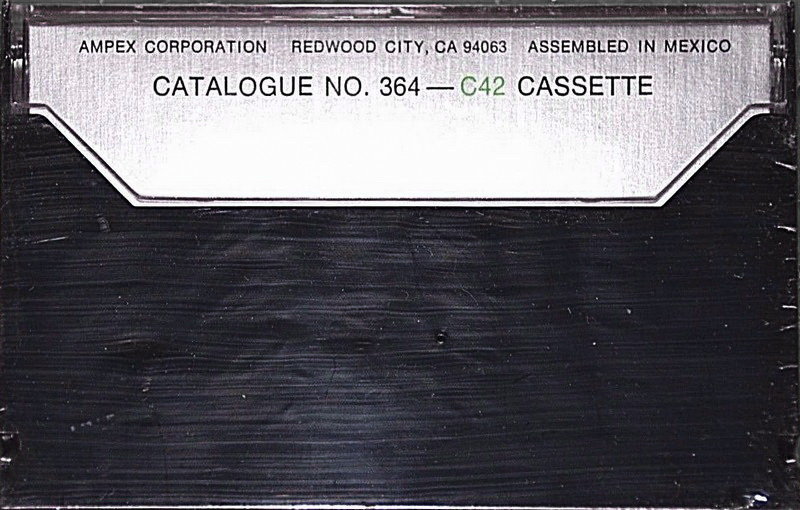 AMPEX CORPORATION REDWOOD CITY, CA 94063 ASSEMBLED IN MEXICO
CATALOGUE NO. 364 — C42 CASSETTE